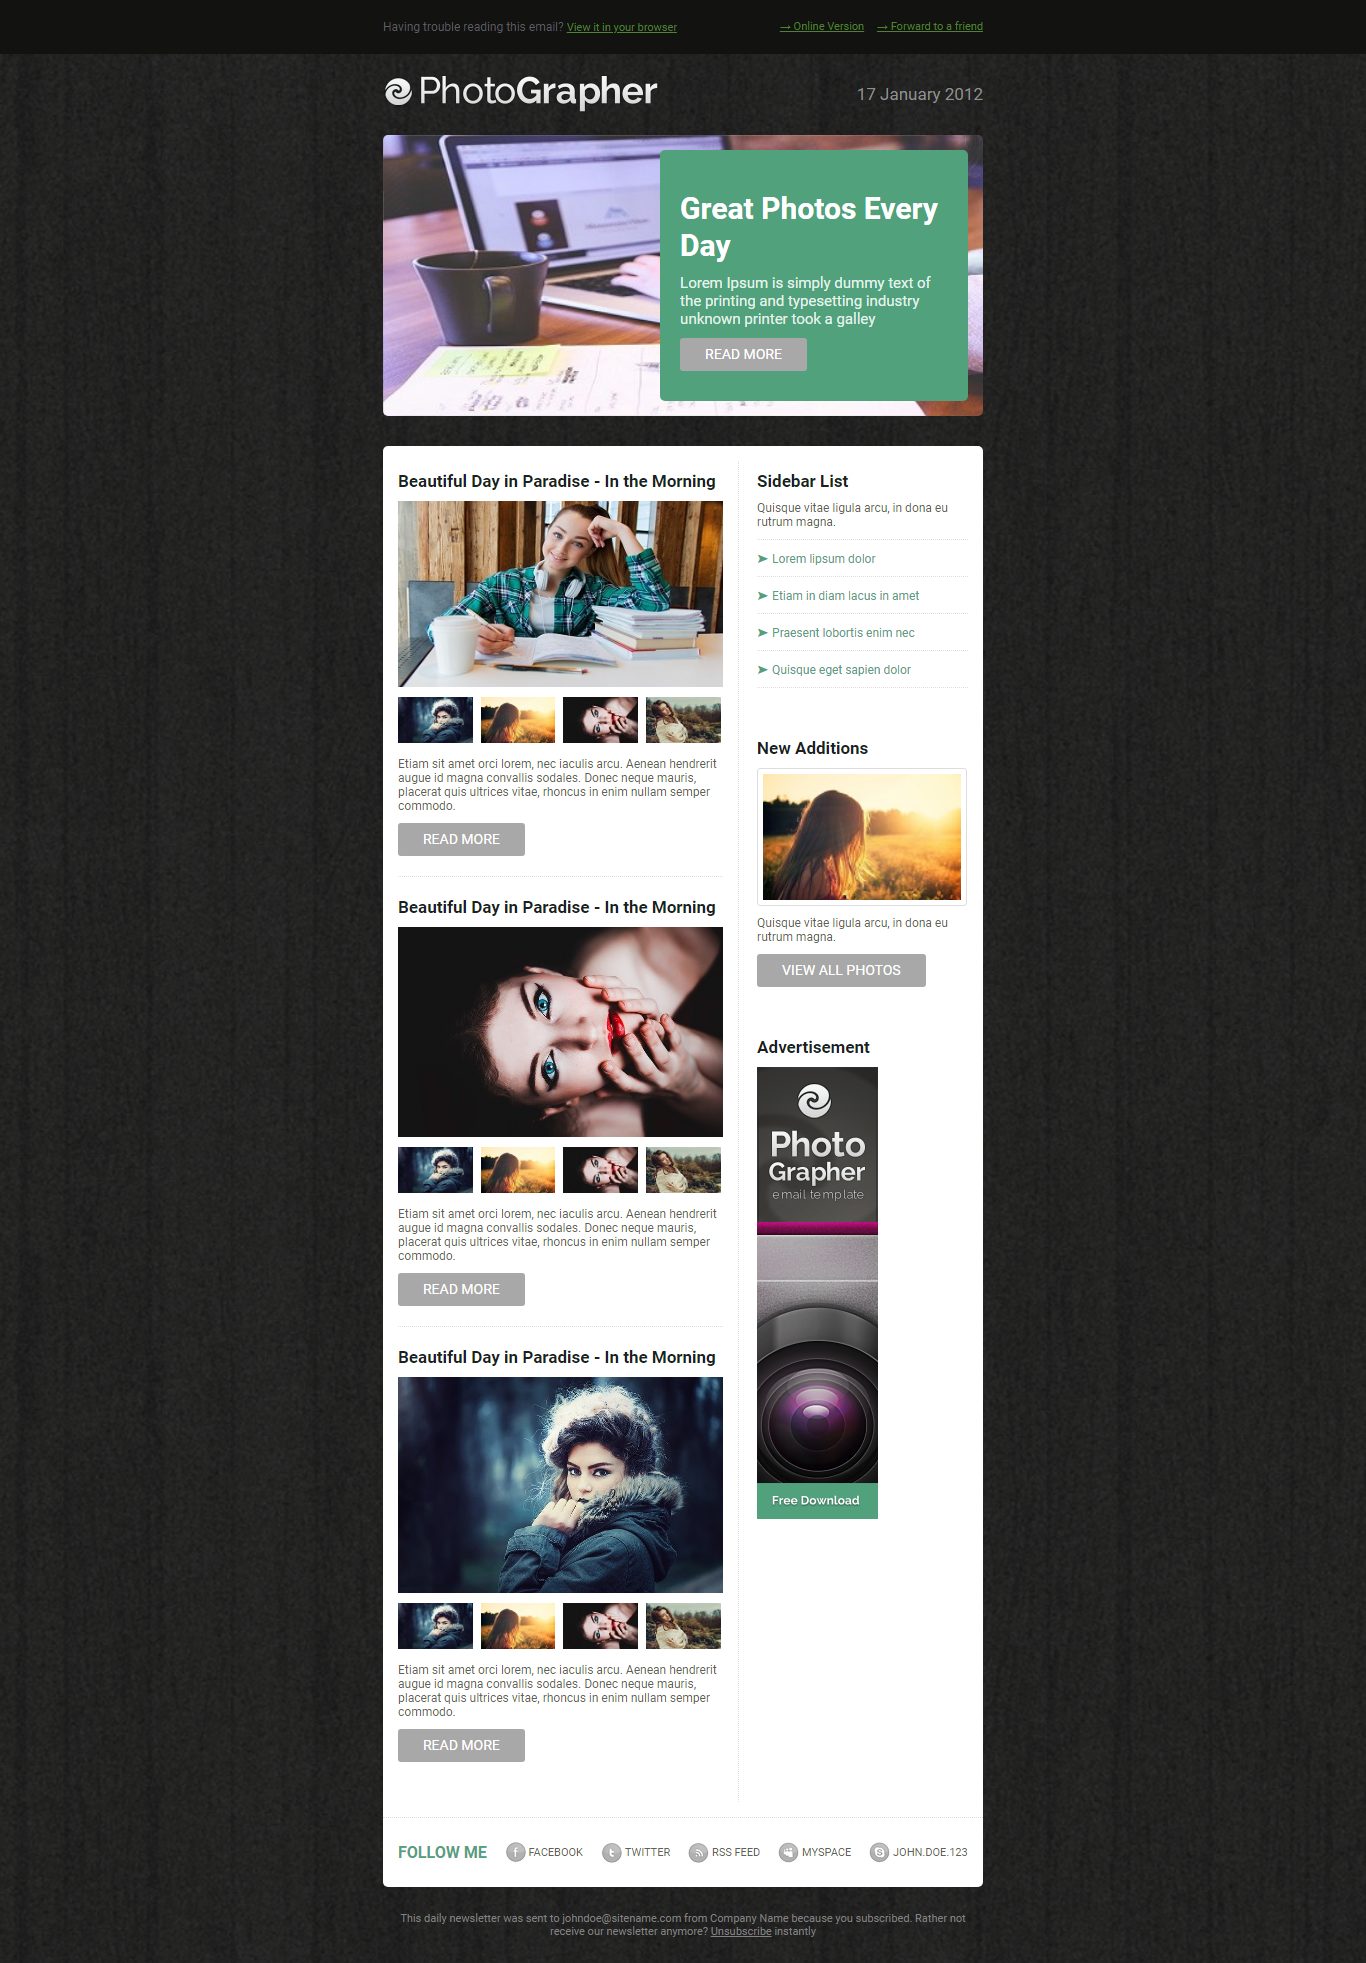 Having trouble reading this email? View it in your browser
→ Online Version → Forward to a friend
PhotoGrapher
17 January 2012
Great Photos Every
Day
Lorem Ipsum is simply dummy text of
the printing and typesetting industry
unknown printer took a galley
READ MORE
Beautiful Day in Paradise - In the Morning
Etiam sit amet orci lorem, nec iaculis arcu. Aenean hendrerit
augue id magna convallis sodales. Donec neque mauris,
placerat quis ultrices vitae, rhoncus in enim nullam semper
commodo.
READ MORE
Beautiful Day in Paradise - In the Morning
Etiam sit amet orci lorem, nec iaculis arcu. Aenean hendrerit
augue id magna convallis sodales. Donec neque mauris,
placerat quis ultrices vitae, rhoncus in enim nullam semper
commodo.
READ MORE
Beautiful Day in Paradise - In the Morning
Etiam sit amet orci lorem, nec iaculis arcu. Aenean hendrerit
augue id magna convallis sodales. Donec neque mauris,
placerat quis ultrices vitae, rhoncus in enim nullam semper
commodo.
READ MORE
Sidebar List
Quisque vitae ligula arcu, in dona eu
rutrum magna.
➤ Lorem lipsum dolor
➤ Etiam in diam lacus in amet
➤ Praesent lobortis enim nec
➤ Quisque eget sapien dolor
New Additions
Quisque vitae ligula arcu, in dona eu
rutrum magna.
VIEW ALL PHOTOS
Advertisement
Photo
Grapher
email template
Free Download
FOLLOW ME FACEBOOK TWITTER RSS FEED MYSPACE JOHN.DOE.123
This daily newsletter was sent to johndoe@sitename.com from Company Name because you subscribed. Rather not
receive our newsletter anymore? Unsubscribe instantly